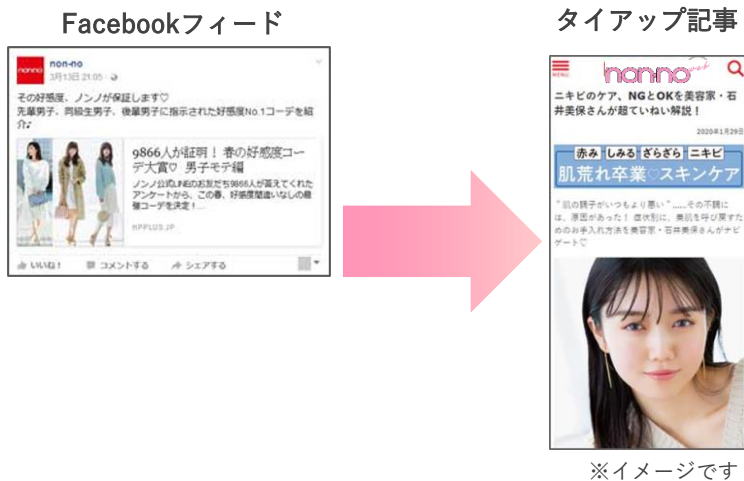 Facebookフィード
non-no
non-no
3月13日 21:05
その好感度、ノンノが保証します♡
先輩男子、同級生男子、後輩男子に指示された好感度No.1コーデを紹
介♪
9866人が証明！ 春の好感度コー
デ大賞♡ 男子モテ編
ノンノ公式LINEのお友だち9866人が答えてくれた
アンケートから、この春、好感度間違いなしの最
強コーデを決定！...
HPPLUS.JP
いいね！ コメントする シェアする
タイアップ記事
MENU
non-no web
ニキビのケア、NGとOKを美容家・石
井美保さんが超ていねい解説！
2020年1月29日
赤み しみる ざらざら ニキビ
肌荒れ卒業♡スキンケア
＂肌の調子がいつもより悪い＂……その不調に
は、原因があった！ 症状別に、美肌を呼び戻すた
めのお手入れ方法を美容家・石井美保さんがナビ
ゲート♡
※イメージです